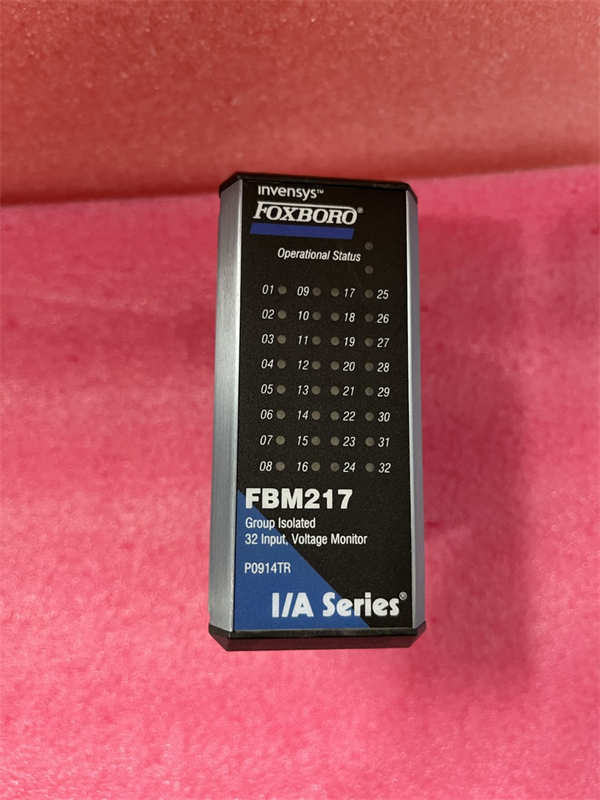 invensys™
FOXBORO®
Operational Status
01 09 17 25
02 10 18 26
03 11 19 27
04 12 20 28
05 13 21 29
06 14 22 30
07 15 23 31
08 16 24 32
FBM217
Group Isolated
32 Input, Voltage Monitor
P0914TR
I/A Series®